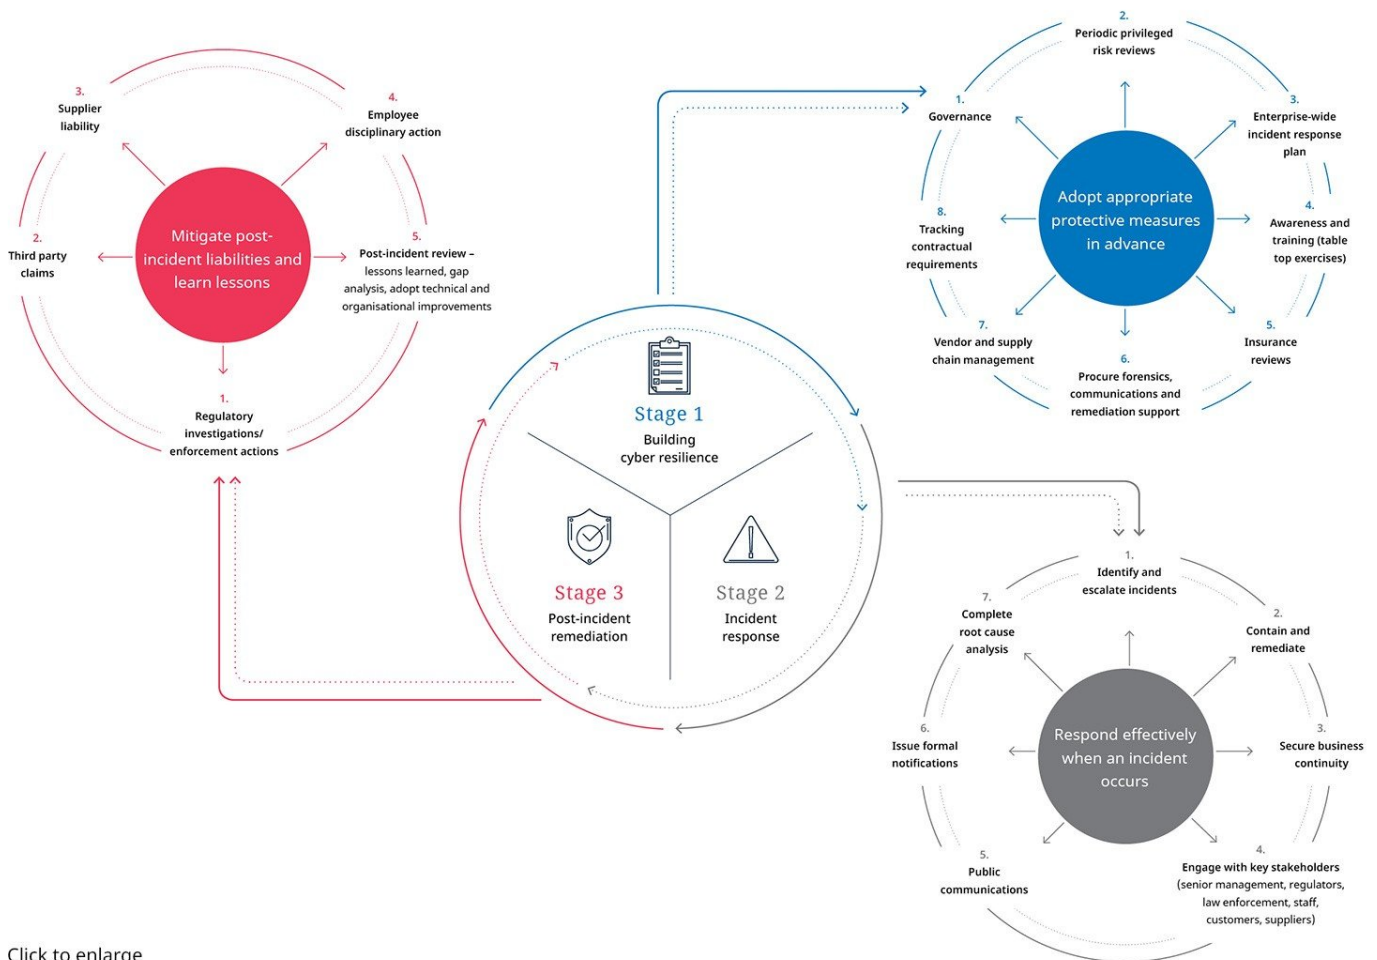 3.
Supplier
liability
4.
Employee
disciplinary action
2.
Third party
claims
Mitigate post-
incident liabilities and
learn lessons
5.
Post-incident review –
lessons learned, gap
analysis, adopt technical and
organisational improvements
1.
Regulatory
investigations/
enforcement actions
Stage 1
Building
cyber resilience
Stage 3
Post-incident
remediation
Stage 2
Incident
response
2.
Periodic privileged
risk reviews
1.
Governance
3.
Enterprise-wide
incident response
plan
Adopt appropriate
protective measures
in advance
8.
Tracking
contractual
requirements
4.
Awareness and
training (table
top exercises)
7.
Vendor and supply
chain management
5.
Insurance
reviews
6.
Procure forensics,
communications and
remediation support
1.
Identify and
escalate incidents
7.
Complete
root cause
analysis
2.
Contain and
remediate
6.
Issue formal
notifications
Respond effectively
when an incident
occurs
3.
Secure business
continuity
5.
Public
communications
4.
Engage with key stakeholders
(senior management, regulators,
law enforcement, staff,
customers, suppliers)
Click to enlarge